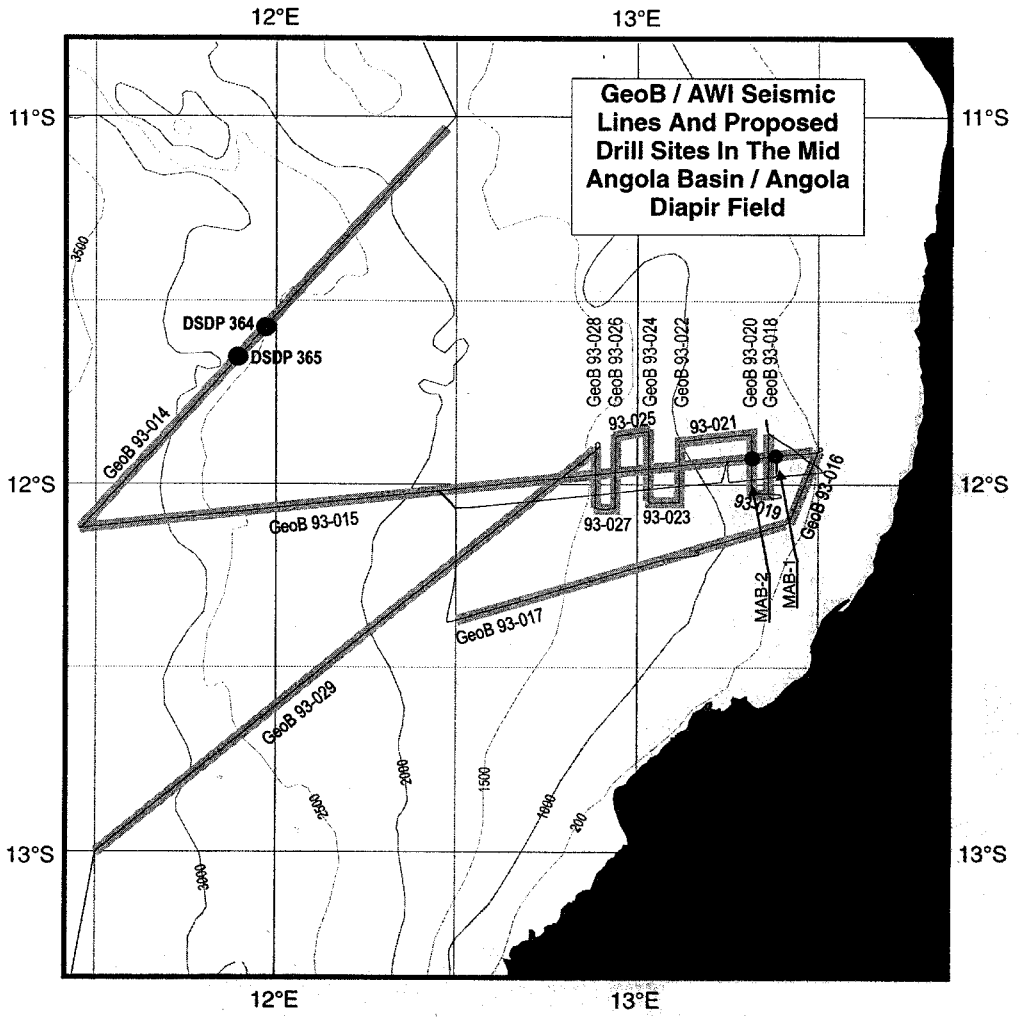 12°E
13°E
GeoB / AWI Seismic
Lines And Proposed
Drill Sites In The Mid
Angola Basin / Angola
Diapir Field
11°S
11°S
3500
DSDP 364
DSDP 365
GeoB 93-028
GeoB 93-026
GeoB 93-024
GeoB 93-022
GeoB 93-020
GeoB 93-018
GeoB 93-014
93-025
93-021
12°S
12°S
GeoB 93-016
GeoB 93-015
93-027
93-023
93-019
MAB-2
MAB-1
GeoB 93-017
GeoB 93-029
3000
2500
2000
1500
1000
200
13°S
13°S
12°E
13°E